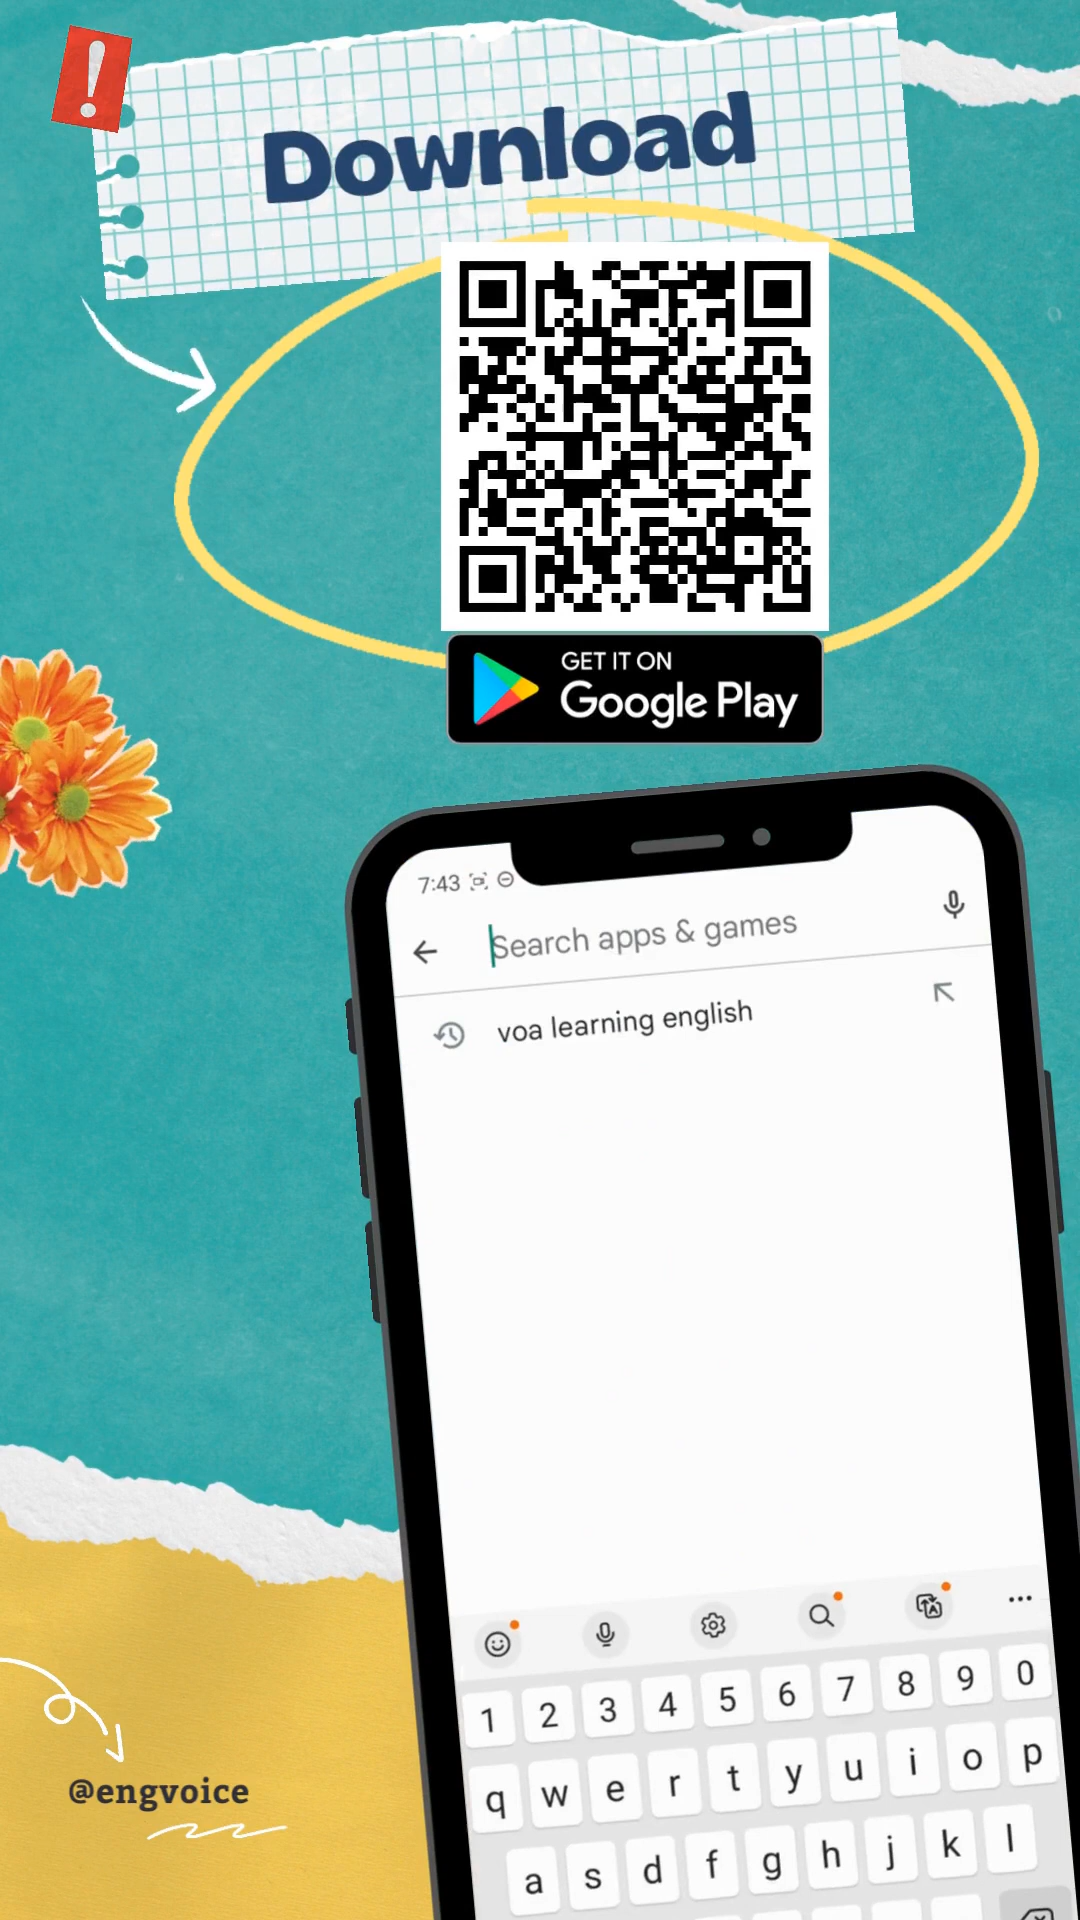 !
Download
GET IT ON
Google Play
7:43
Search apps & games
voa learning english
1 2 3 4 5 6 7 8 9 0
q w e r t y u i o p
a s d f g h j k l
@engvoice